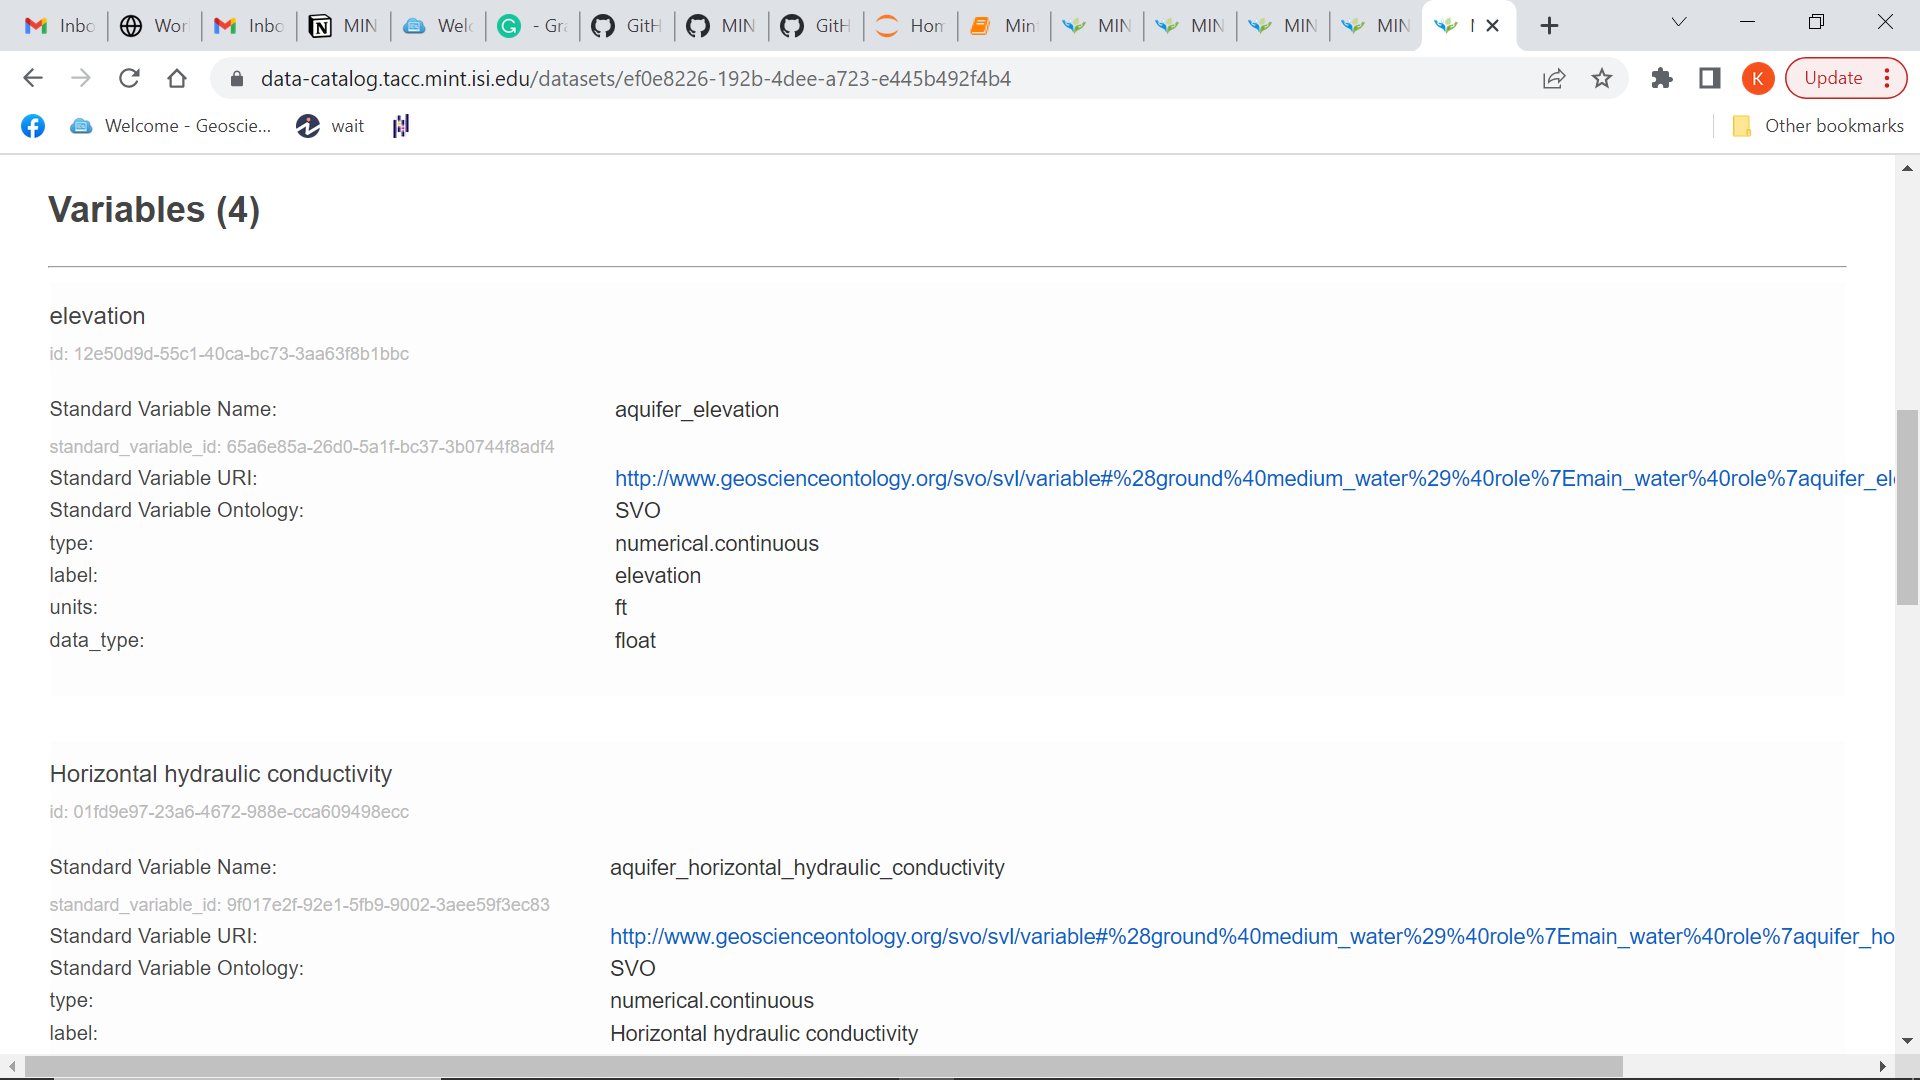 Inbo Wor Inbo MIN Welc - Gra GitH MIN GitH Hom Min MIN MIN MIN MIN
data-catalog.tacc.mint.isi.edu/datasets/ef0e8226-192b-4dee-a723-e445b492f4b4 K Update
Welcome - Geoscie... wait Other bookmarks
Variables (4)
elevation
id: 12e50d9d-55c1-40ca-bc73-3aa63f8b1bbc
Standard Variable Name: aquifer_elevation
standard_variable_id: 65a6e85a-26d0-5a1f-bc37-3b0744f8adf4
Standard Variable URI: http://www.geoscienceontology.org/svo/svl/variable#%28ground%40medium_water%29%40role%7Emain_water%40role%7aquifer_el
Standard Variable Ontology: SVO
type: numerical.continuous
label: elevation
units: ft
data_type: float
Horizontal hydraulic conductivity
id: 01fd9e97-23a6-4672-988e-cca609498ecc
Standard Variable Name: aquifer_horizontal_hydraulic_conductivity
standard_variable_id: 9f017e2f-92e1-5fb9-9002-3aee59f3ec83
Standard Variable URI: http://www.geoscienceontology.org/svo/svl/variable#%28ground%40medium_water%29%40role%7Emain_water%40role%7aquifer_ho
Standard Variable Ontology: SVO
type: numerical.continuous
label: Horizontal hydraulic conductivity